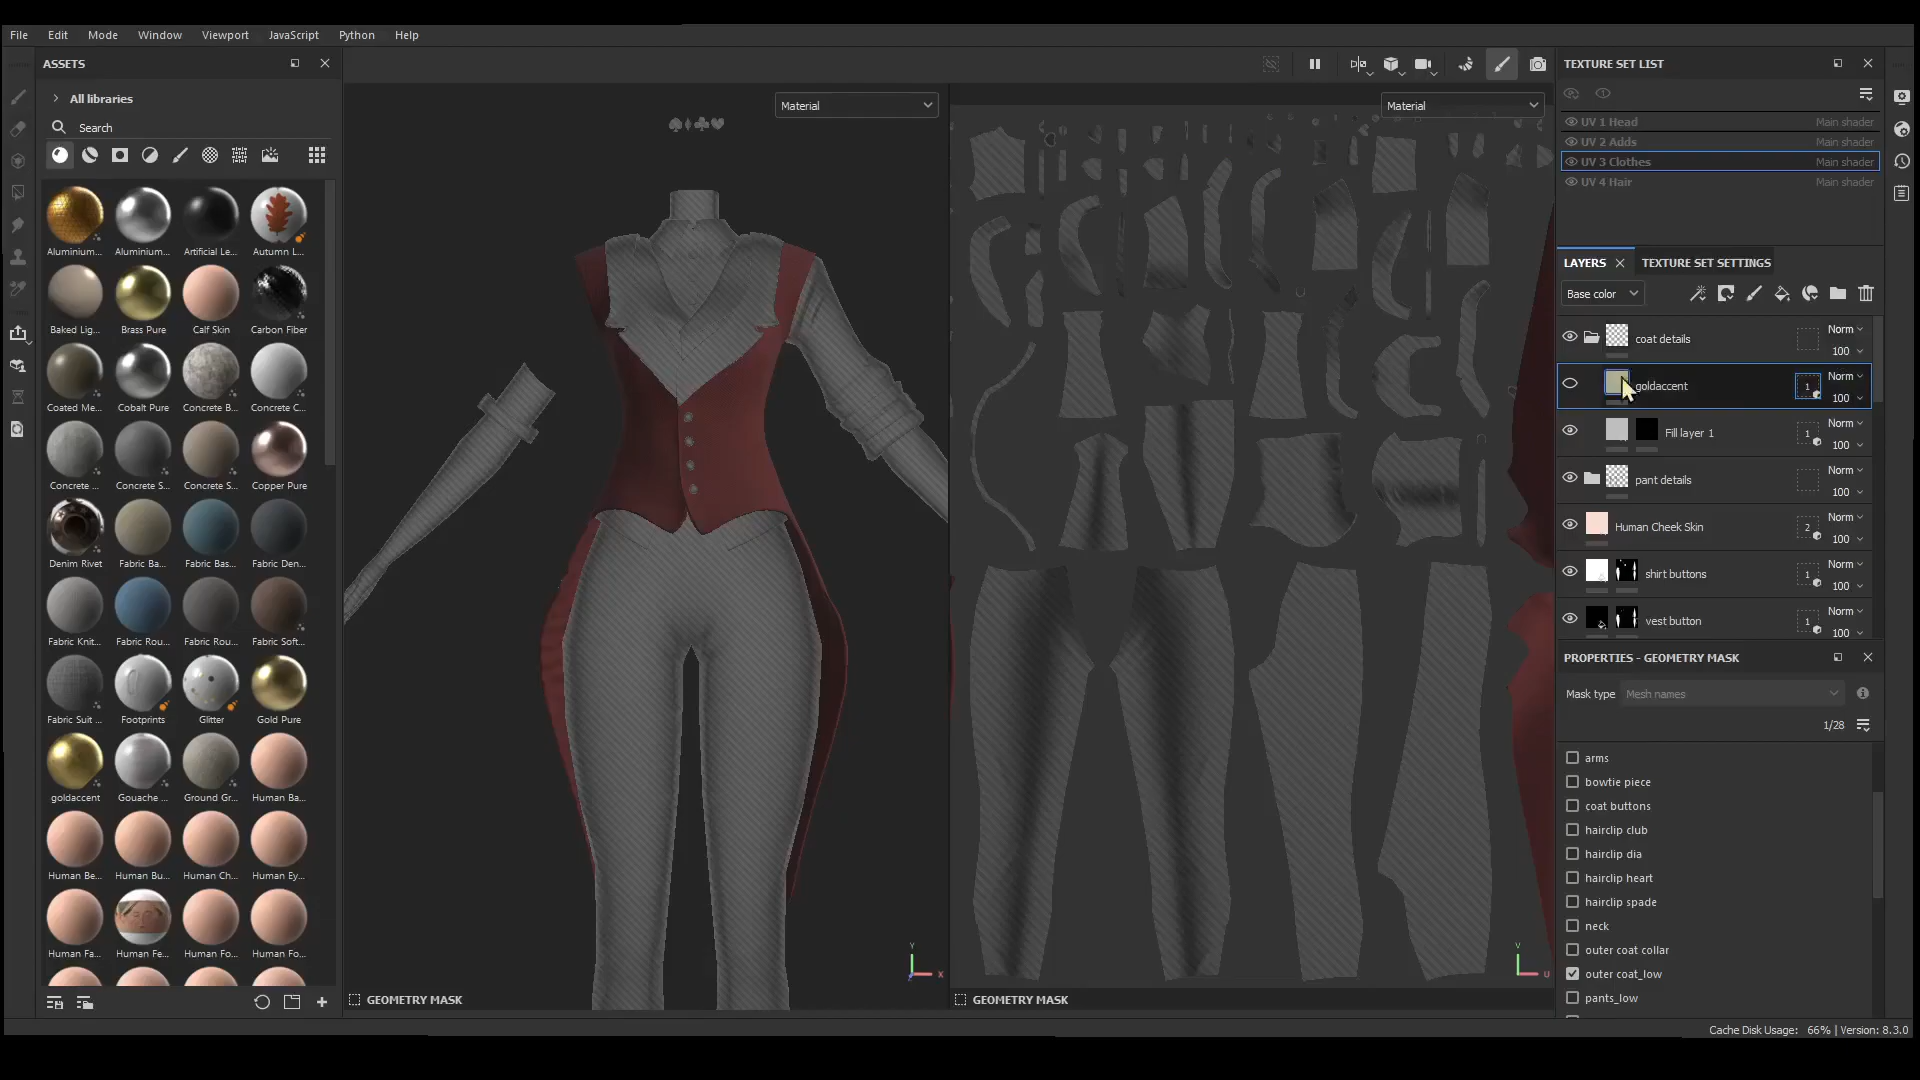 File Edit Mode Window Viewport JavaScript Python Help
ASSETS
All libraries
Search
Aluminium... Aluminium... Artificial Le... Autumn L...
Baked Lig... Brass Pure Calf Skin Carbon Fiber
Coated Me... Cobalt Pure Concrete B... Concrete C...
Concrete ... Concrete S... Concrete S... Copper Pure
Denim Rivet Fabric Ba... Fabric Bas... Fabric Den...
Fabric Knit... Fabric Rou... Fabric Rou... Fabric Soft...
Fabric Suit ... Footprints Glitter Gold Pure
goldaccent Gouache ... Ground Gr... Human Ba...
Human Be... Human Bu... Human Ch... Human Ey...
Human Fa... Human Fe... Human Fo... Human Fo...
Material
Y
X
GEOMETRY MASK
Material
V
U
GEOMETRY MASK
TEXTURE SET LIST
UV 1 Head Main shader
UV 2 Adds Main shader
UV 3 Clothes Main shader
UV 4 Hair Main shader
LAYERS TEXTURE SET SETTINGS
Base color
coat details Norm 100
goldaccent 1 Norm 100
Fill layer 1 1 Norm 100
pant details Norm 100
Human Cheek Skin 2 Norm 100
shirt buttons 1 Norm 100
vest button 1 Norm 100
PROPERTIES - GEOMETRY MASK
Mask type Mesh names
1/28
arms
bowtie piece
coat buttons
hairclip club
hairclip dia
hairclip heart
hairclip spade
neck
outer coat collar
outer coat_low
pants_low
Cache Disk Usage: 66% | Version: 8.3.0